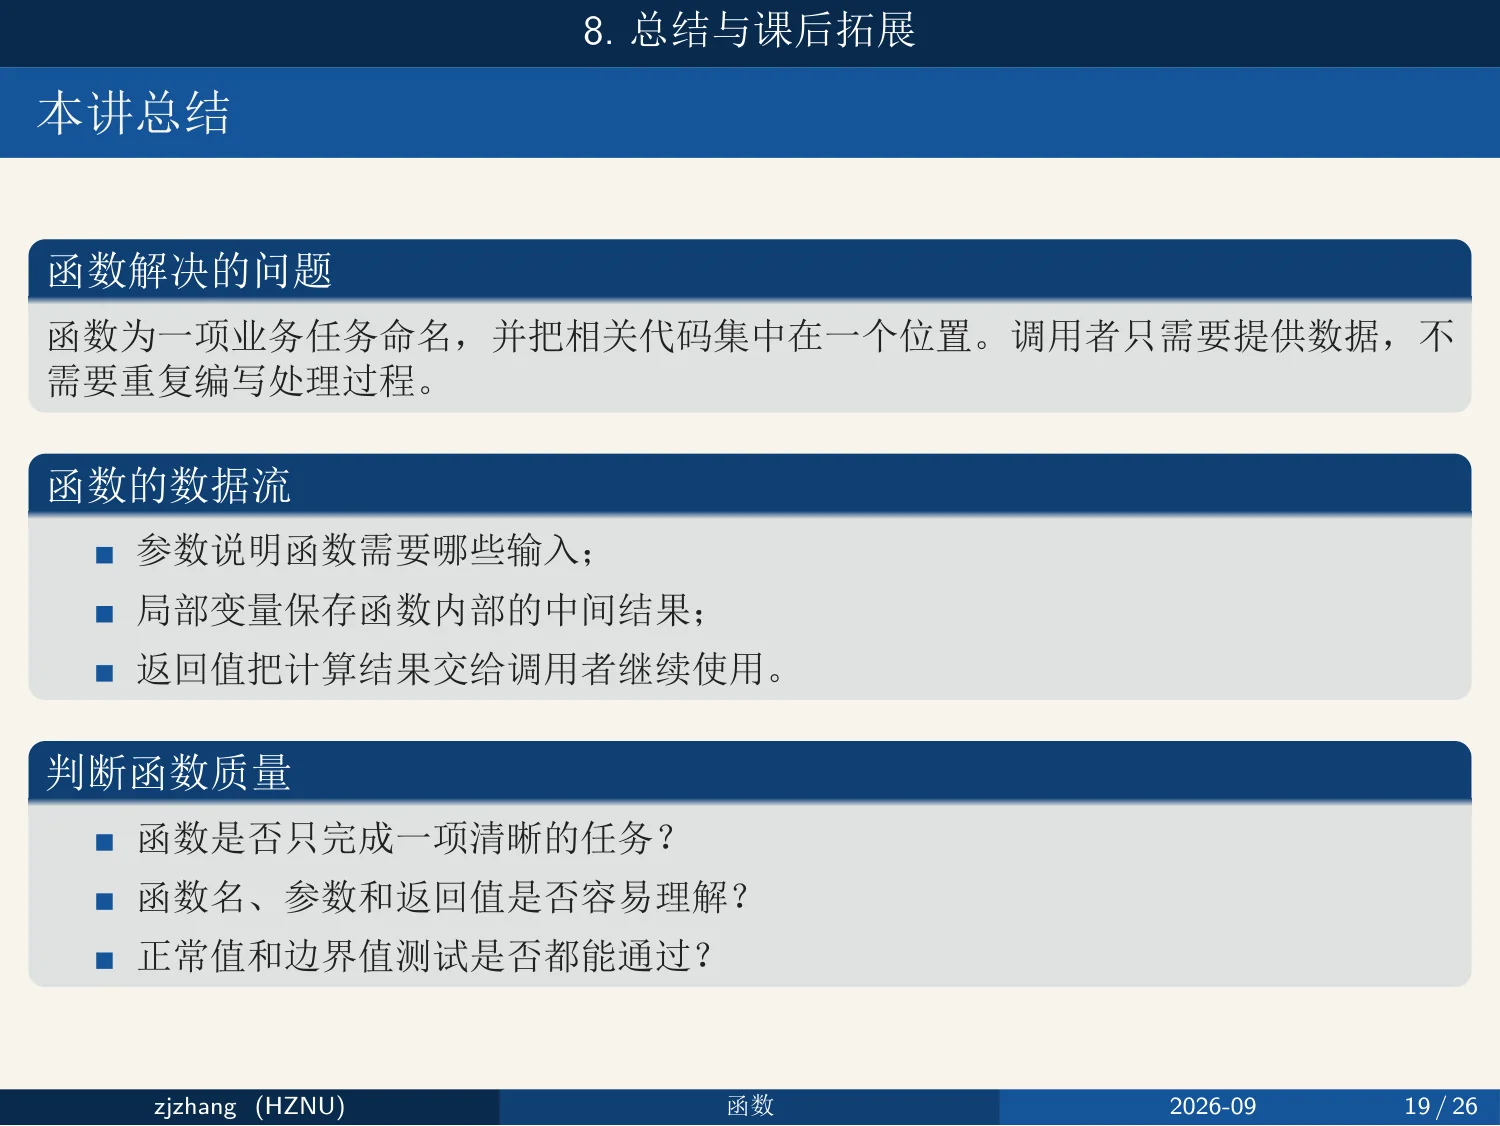 8. 总结与课后拓展
本讲总结
函数解决的问题
函数为一项业务任务命名，并把相关代码集中在一个位置。调用者只需要提供数据，不
需要重复编写处理过程。
函数的数据流
■ 参数说明函数需要哪些输入；
■ 局部变量保存函数内部的中间结果；
■ 返回值把计算结果交给调用者继续使用。
判断函数质量
■ 函数是否只完成一项清晰的任务？
■ 函数名、参数和返回值是否容易理解？
■ 正常值和边界值测试是否都能通过？
zjzhang (HZNU) 函数 2026-09 19 / 26